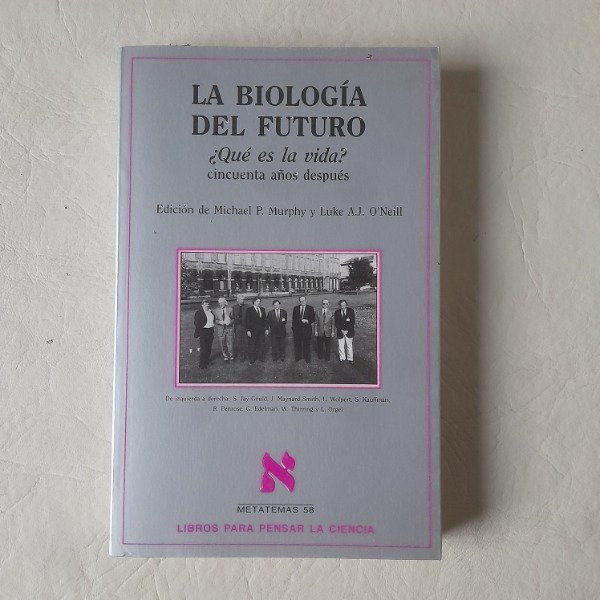 LA BIOLOGÍA
DEL FUTURO
¿Qué es la vida?
cincuenta años después
Edición de Michael P. Murphy y Luke A.J. O'Neill
De izquierda a derecha: S. Jay Gould, J. Maynard Smith, L. Wolpert, S. Kauffman,
R. Penrose, G. Edelman, W. Thirring y L. Orgel
א
METATEMAS 58
LIBROS PARA PENSAR LA CIENCIA